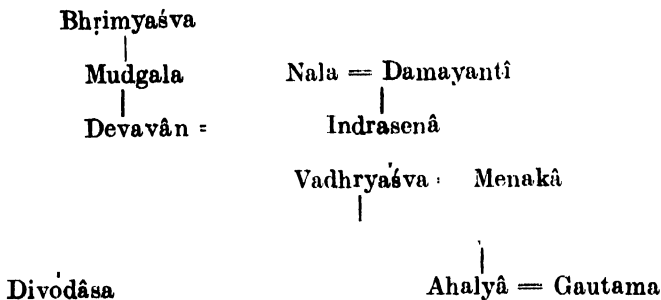 Bhṛimyaśva
Mudgala Nala = Damayantî
Devavân = Indrasenâ
Vadhryaśva = Menakâ
Divodâsa Ahalyâ = Gautama